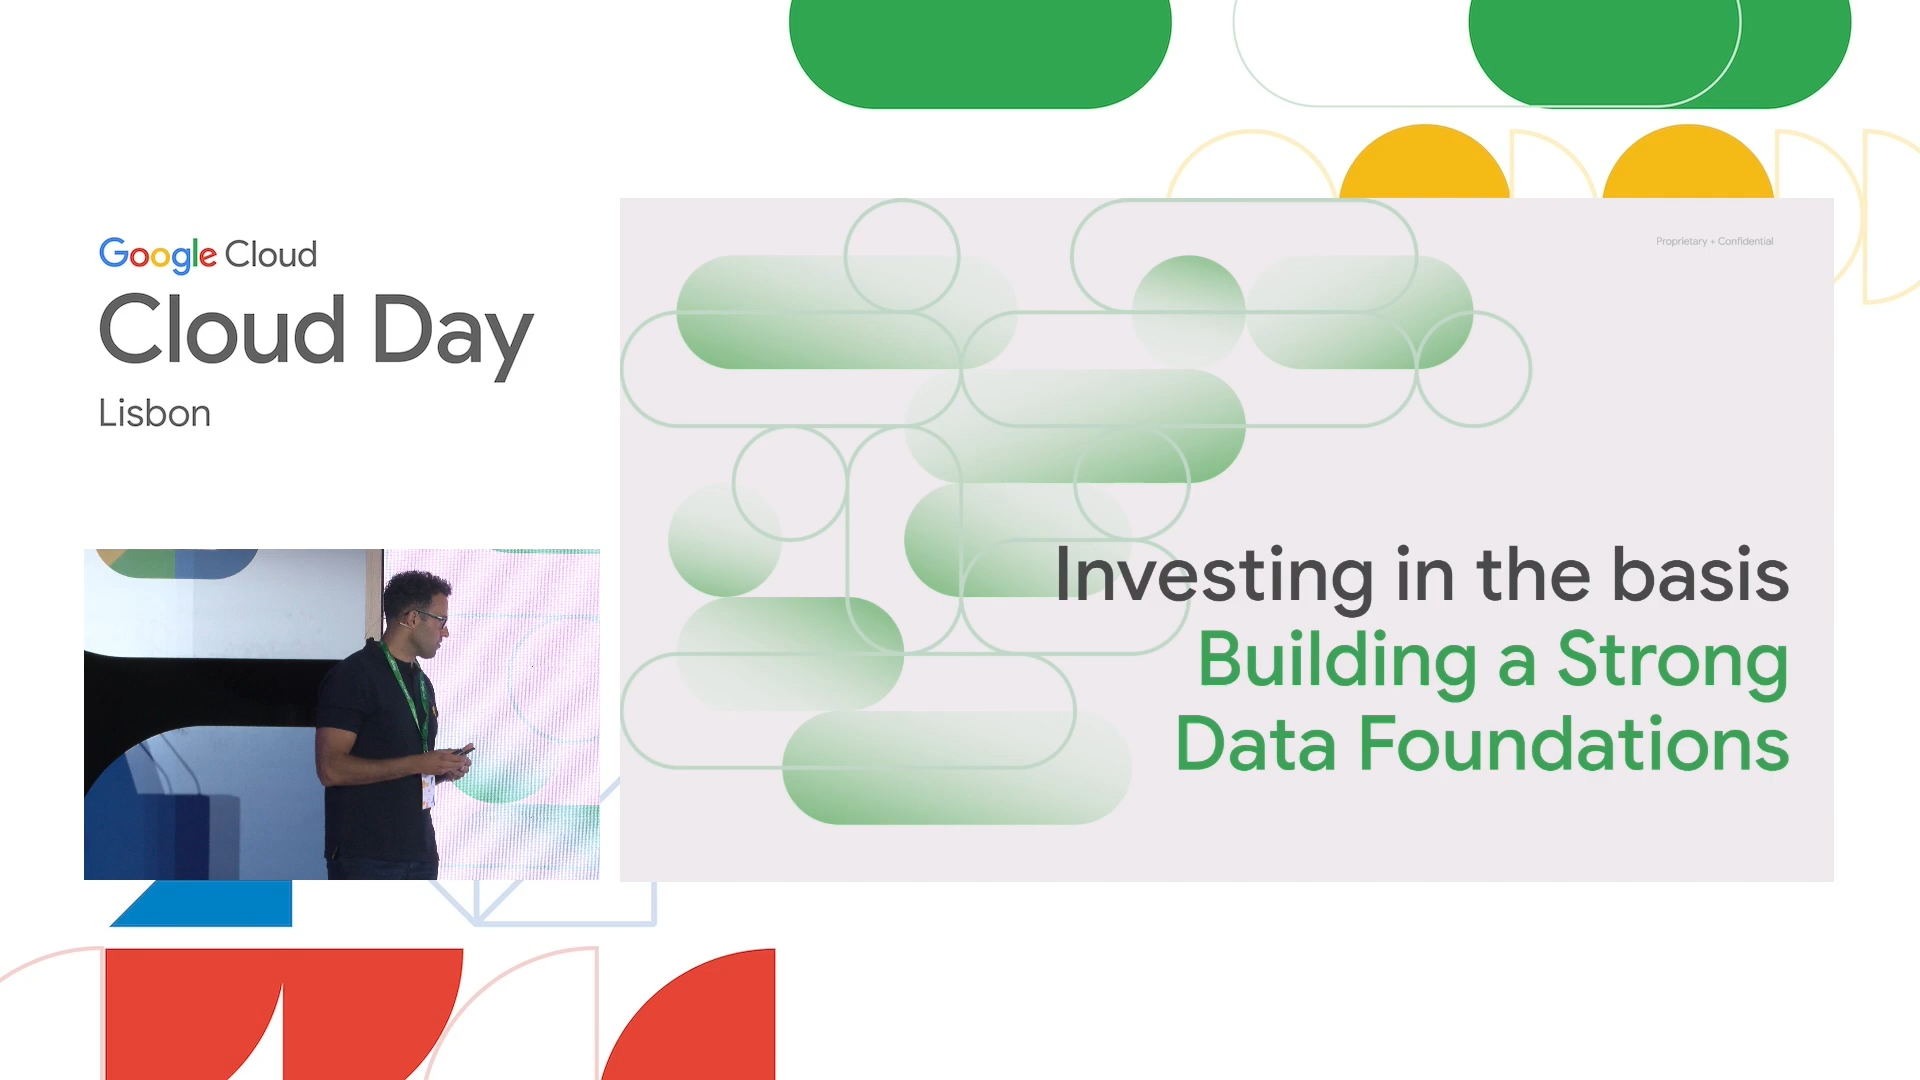 Google Cloud
Cloud Day
Lisbon
Proprietary + Confidential
Investing in the basis
Building a Strong
Data Foundations